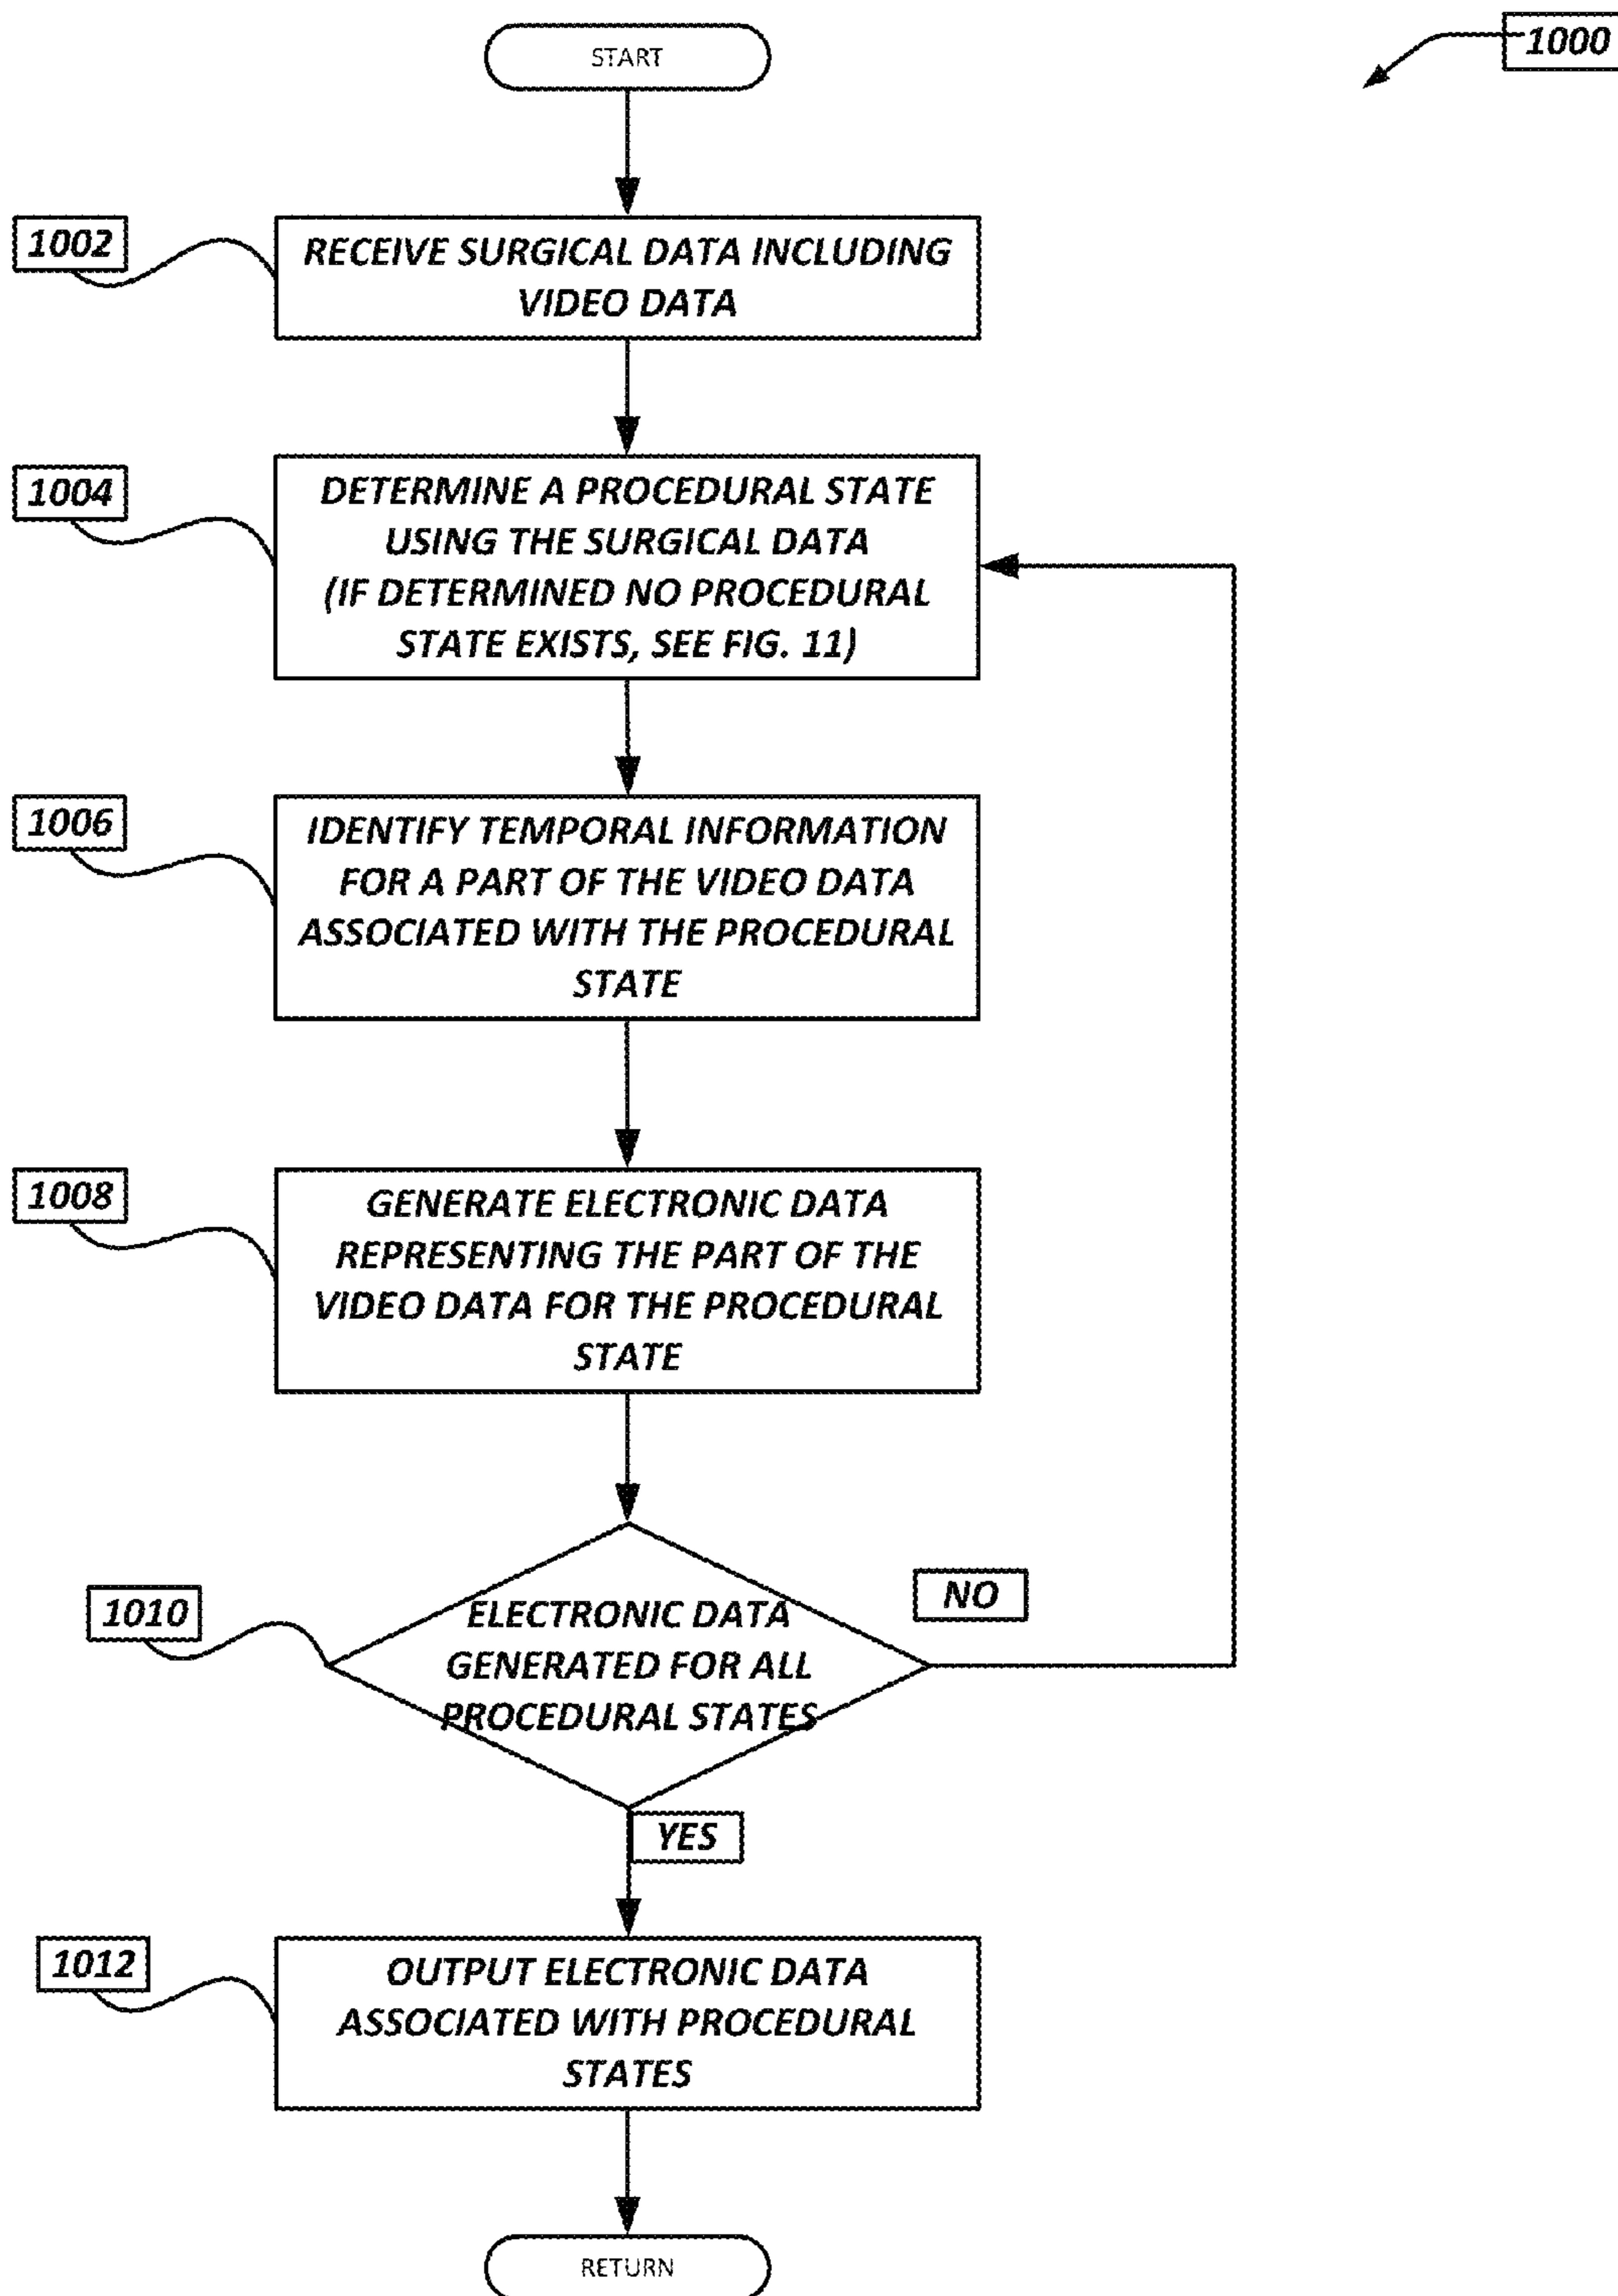 START
1000
1002
RECEIVE SURGICAL DATA INCLUDING
VIDEO DATA
1004
DETERMINE A PROCEDURAL STATE
USING THE SURGICAL DATA
(IF DETERMINED NO PROCEDURAL
STATE EXISTS, SEE FIG. 11)
1006
IDENTIFY TEMPORAL INFORMATION
FOR A PART OF THE VIDEO DATA
ASSOCIATED WITH THE PROCEDURAL
STATE
1008
GENERATE ELECTRONIC DATA
REPRESENTING THE PART OF THE
VIDEO DATA FOR THE PROCEDURAL
STATE
1010
ELECTRONIC DATA
GENERATED FOR ALL
PROCEDURAL STATES
NO
YES
1012
OUTPUT ELECTRONIC DATA
ASSOCIATED WITH PROCEDURAL
STATES
RETURN